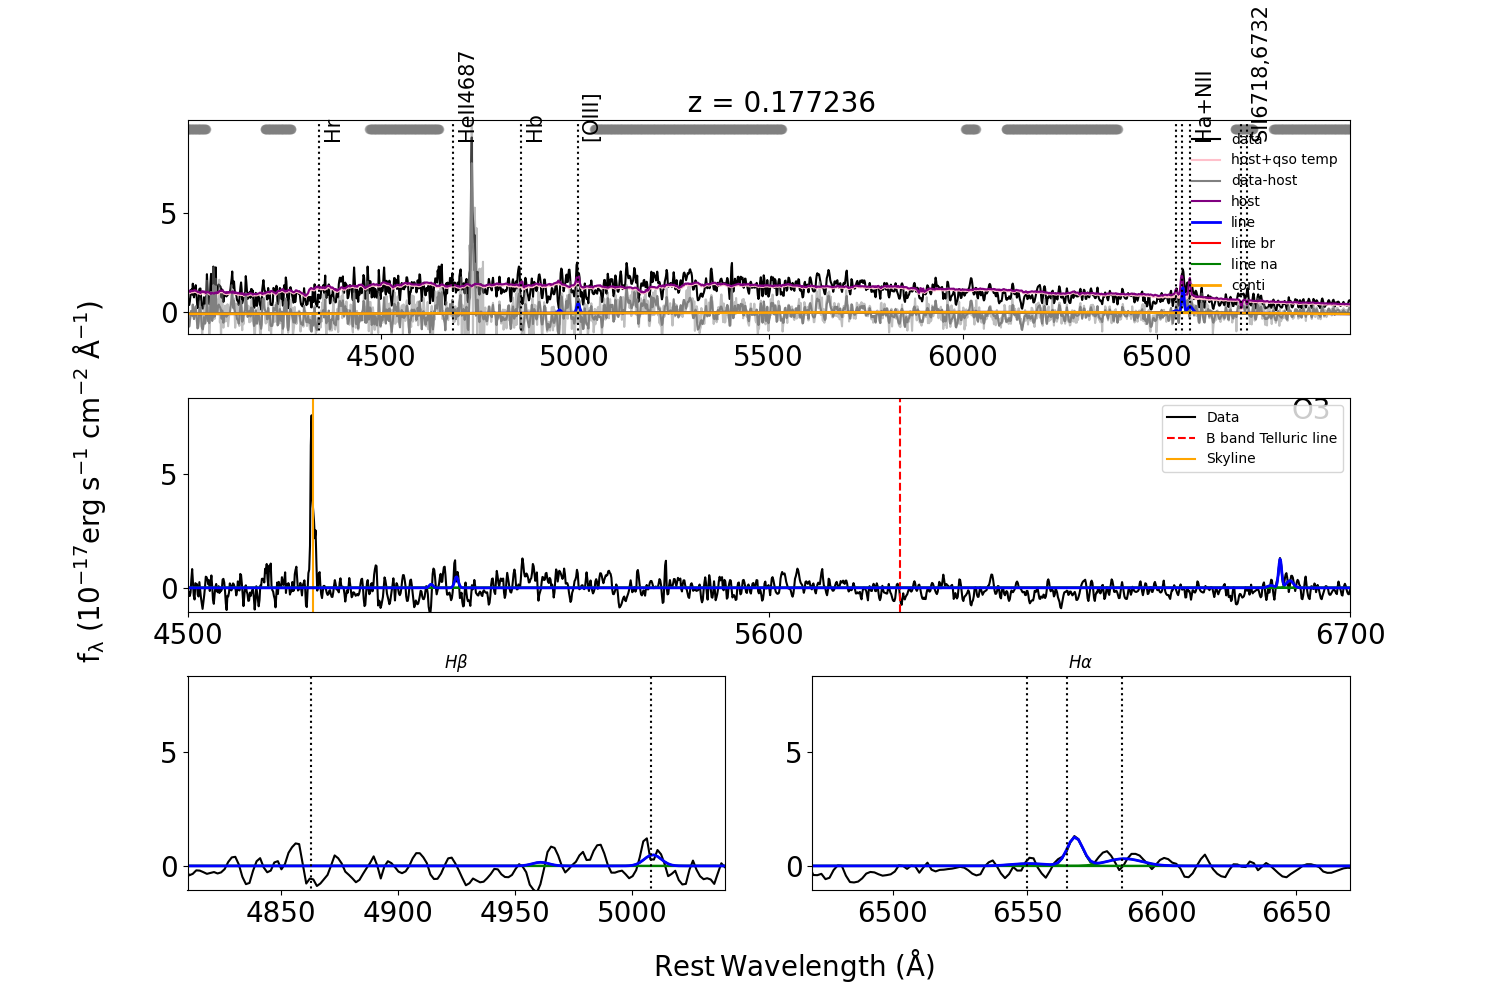 z = 0.177236
Hr
HeII4687
Hb
[OIII]
Ha+NII
SII6718,6732
data
host+qso temp
data-host
host
line
line br
line na
conti
5
0
4500
5000
5500
6000
6500
O3
Data
B band Telluric line
Skyline
5
0
4500
5600
6700
fλ (10⁻¹⁷erg s⁻¹ cm⁻² Å⁻¹)
Hβ
5
0
4850
4900
4950
5000
Hα
5
0
6500
6550
6600
6650
Rest Wavelength (Å)